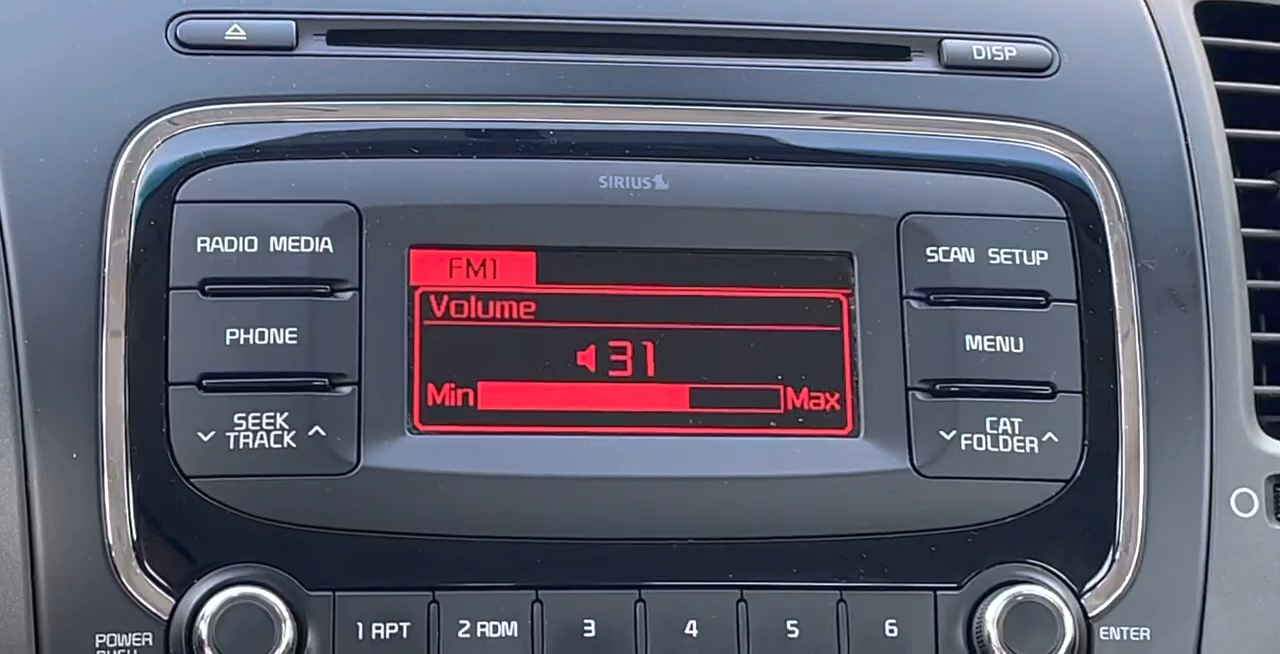 DISP
SIRIUS
RADIO MEDIA
SCAN SETUP
FM1
Volume
PHONE
31
MENU
Min
Max
SEEK
TRACK
CAT
FOLDER
1 RPT
2 RDM
3
4
5
6
POWER
PUSH
ENTER